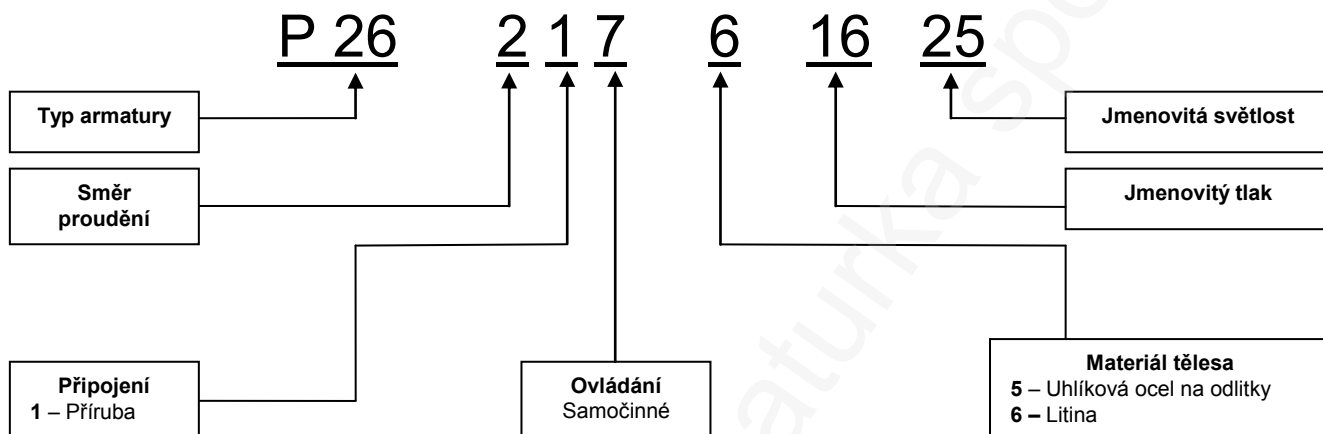 P 26 2 1 7 6 16 25
Typ armatury
Jmenovitá světlost
Směr
proudění
Jmenovitý tlak
Připojení
1 – Příruba
Ovládání
Samočinné
Materiál tělesa
5 – Uhlíková ocel na odlitky
6 – Litina